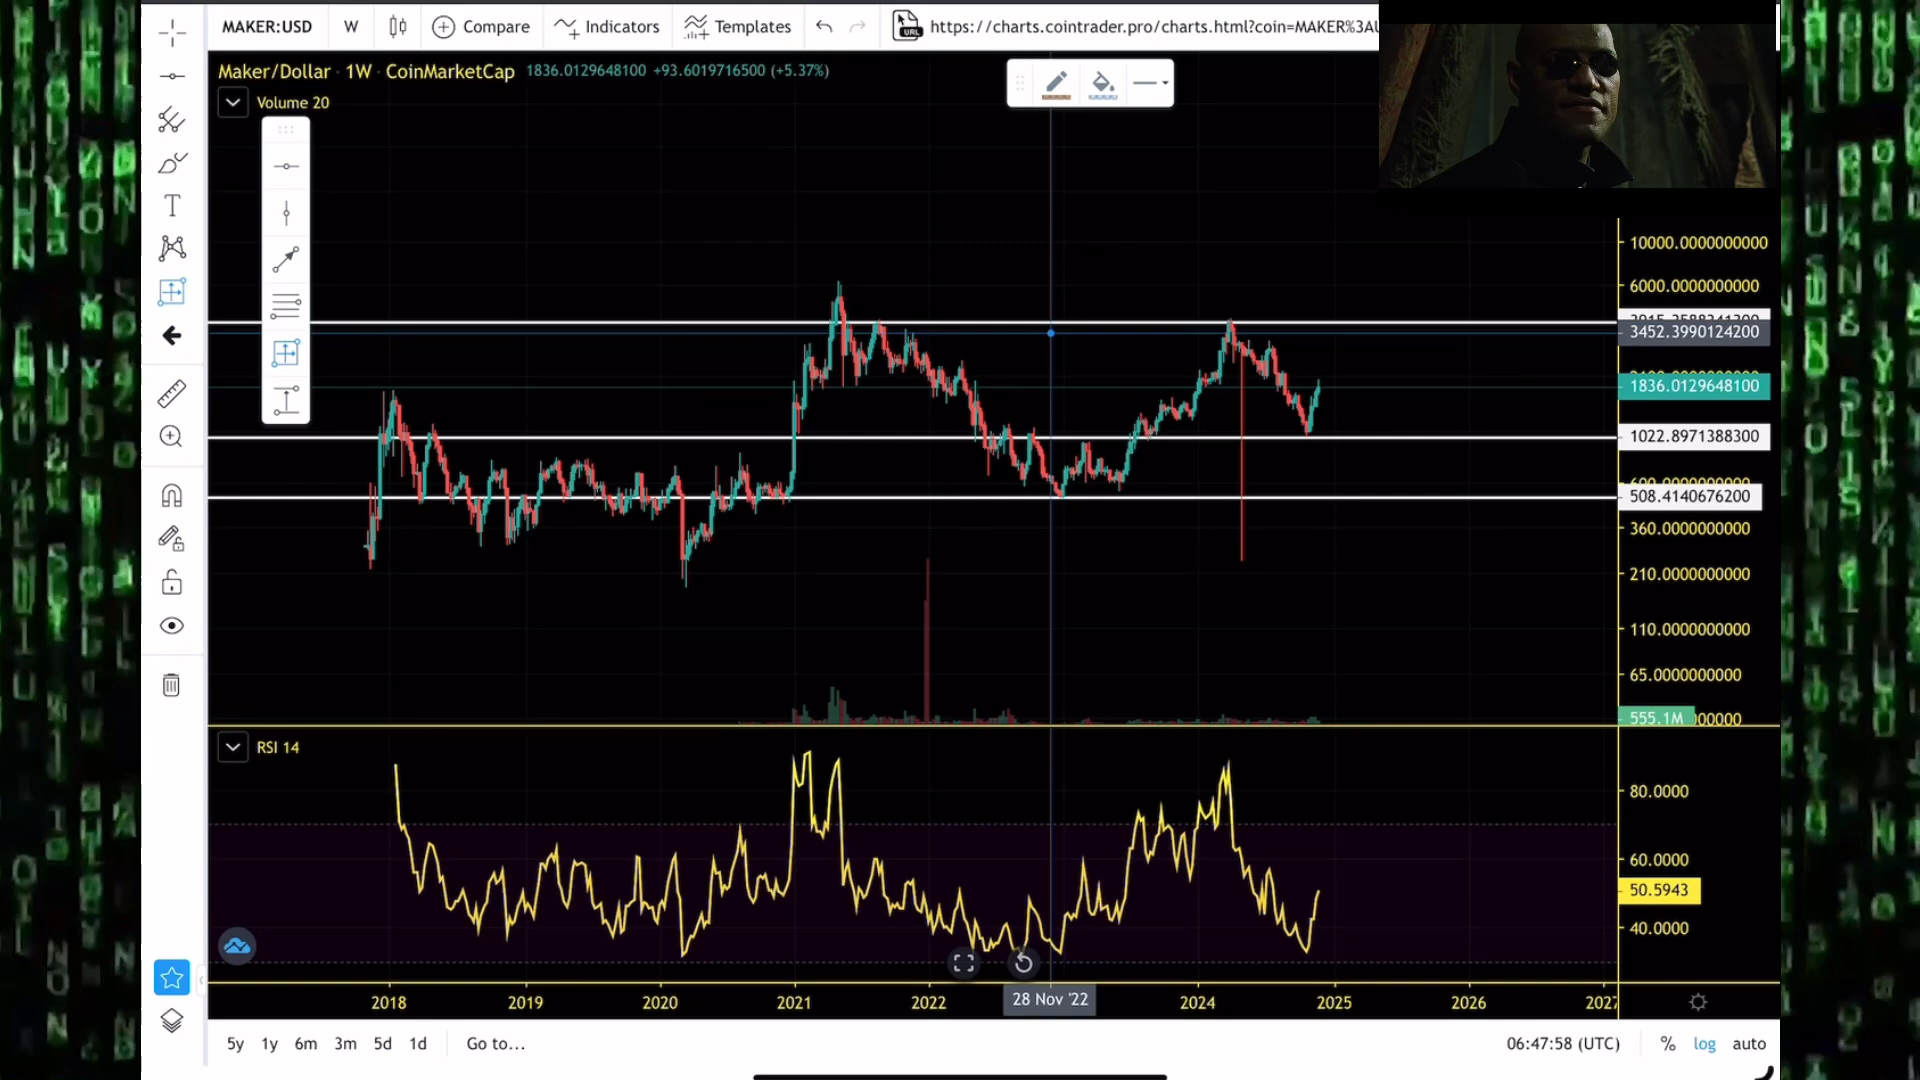 MAKER:USD W Compare Indicators Templates https://charts.cointrader.pro/charts.html?coin=MAKER%3AU
Maker/Dollar · 1W · CoinMarketCap 1836.0129648100 +93.6019716500 (+5.37%)
Volume 20
10000.0000000000
6000.0000000000
3452.3990124200
1836.0129648100
1022.8971388300
508.4140676200
360.0000000000
210.0000000000
110.0000000000
65.0000000000
555.1M
RSI 14
80.0000
60.0000
50.5943
40.0000
2018 2019 2020 2021 2022 28 Nov '22 2024 2025 2026 2027
5y 1y 6m 3m 5d 1d Go to... 06:47:58 (UTC) % log auto